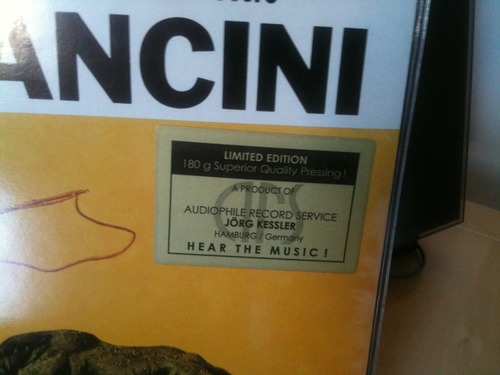 ANCINI
LIMITED EDITION
180 g Superior Quality Pressing !
A PRODUCT OF
AUDIOPHILE RECORD SERVICE
JÖRG KESSLER
HAMBURG / Germany
HEAR THE MUSIC !